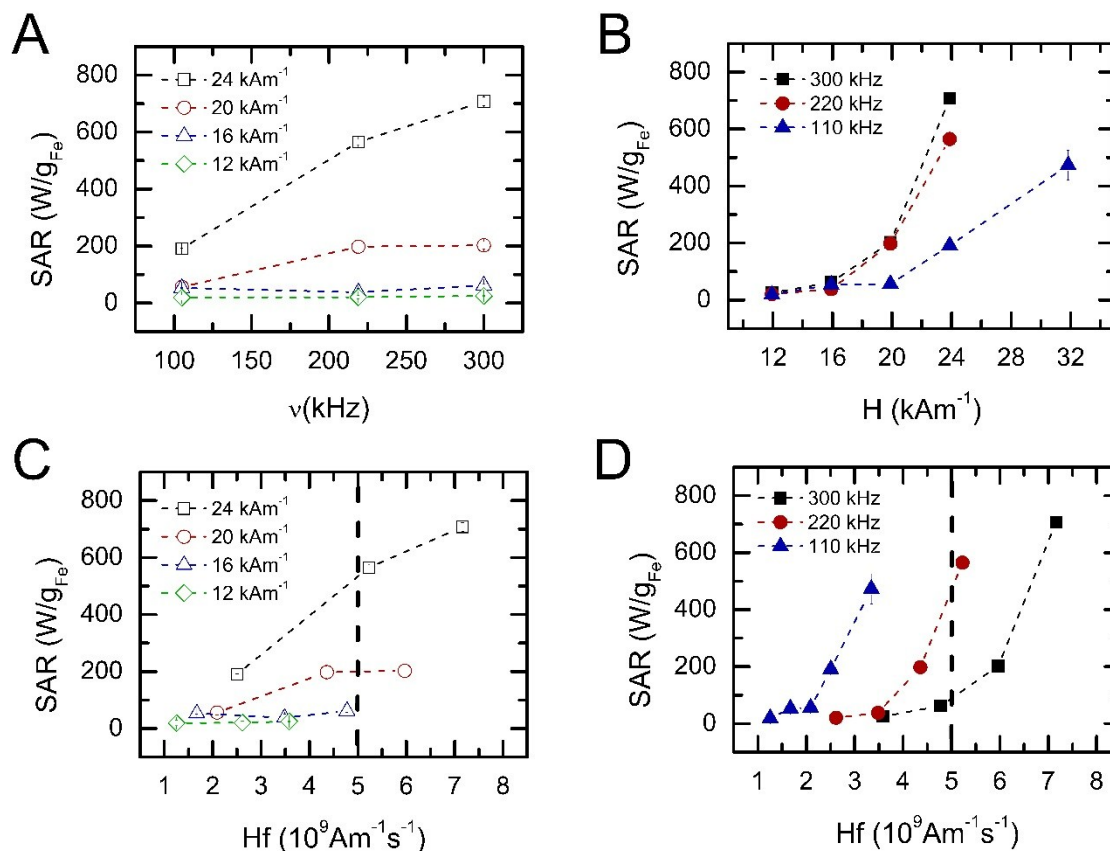 A
800
600
400
200
0
SAR (W/g_Fe)
24 kAm⁻¹
20 kAm⁻¹
16 kAm⁻¹
12 kAm⁻¹
100 150 200 250 300
ν(kHz)
B
800
600
400
200
0
SAR (W/g_Fe)
300 kHz
220 kHz
110 kHz
12 16 20 24 28 32
H (kAm⁻¹)
C
800
600
400
200
0
SAR (W/g_Fe)
24 kAm⁻¹
20 kAm⁻¹
16 kAm⁻¹
12 kAm⁻¹
1 2 3 4 5 6 7 8
Hf (10⁹Am⁻¹s⁻¹)
D
800
600
400
200
0
SAR (W/g_Fe)
300 kHz
220 kHz
110 kHz
1 2 3 4 5 6 7 8
Hf (10⁹Am⁻¹s⁻¹)